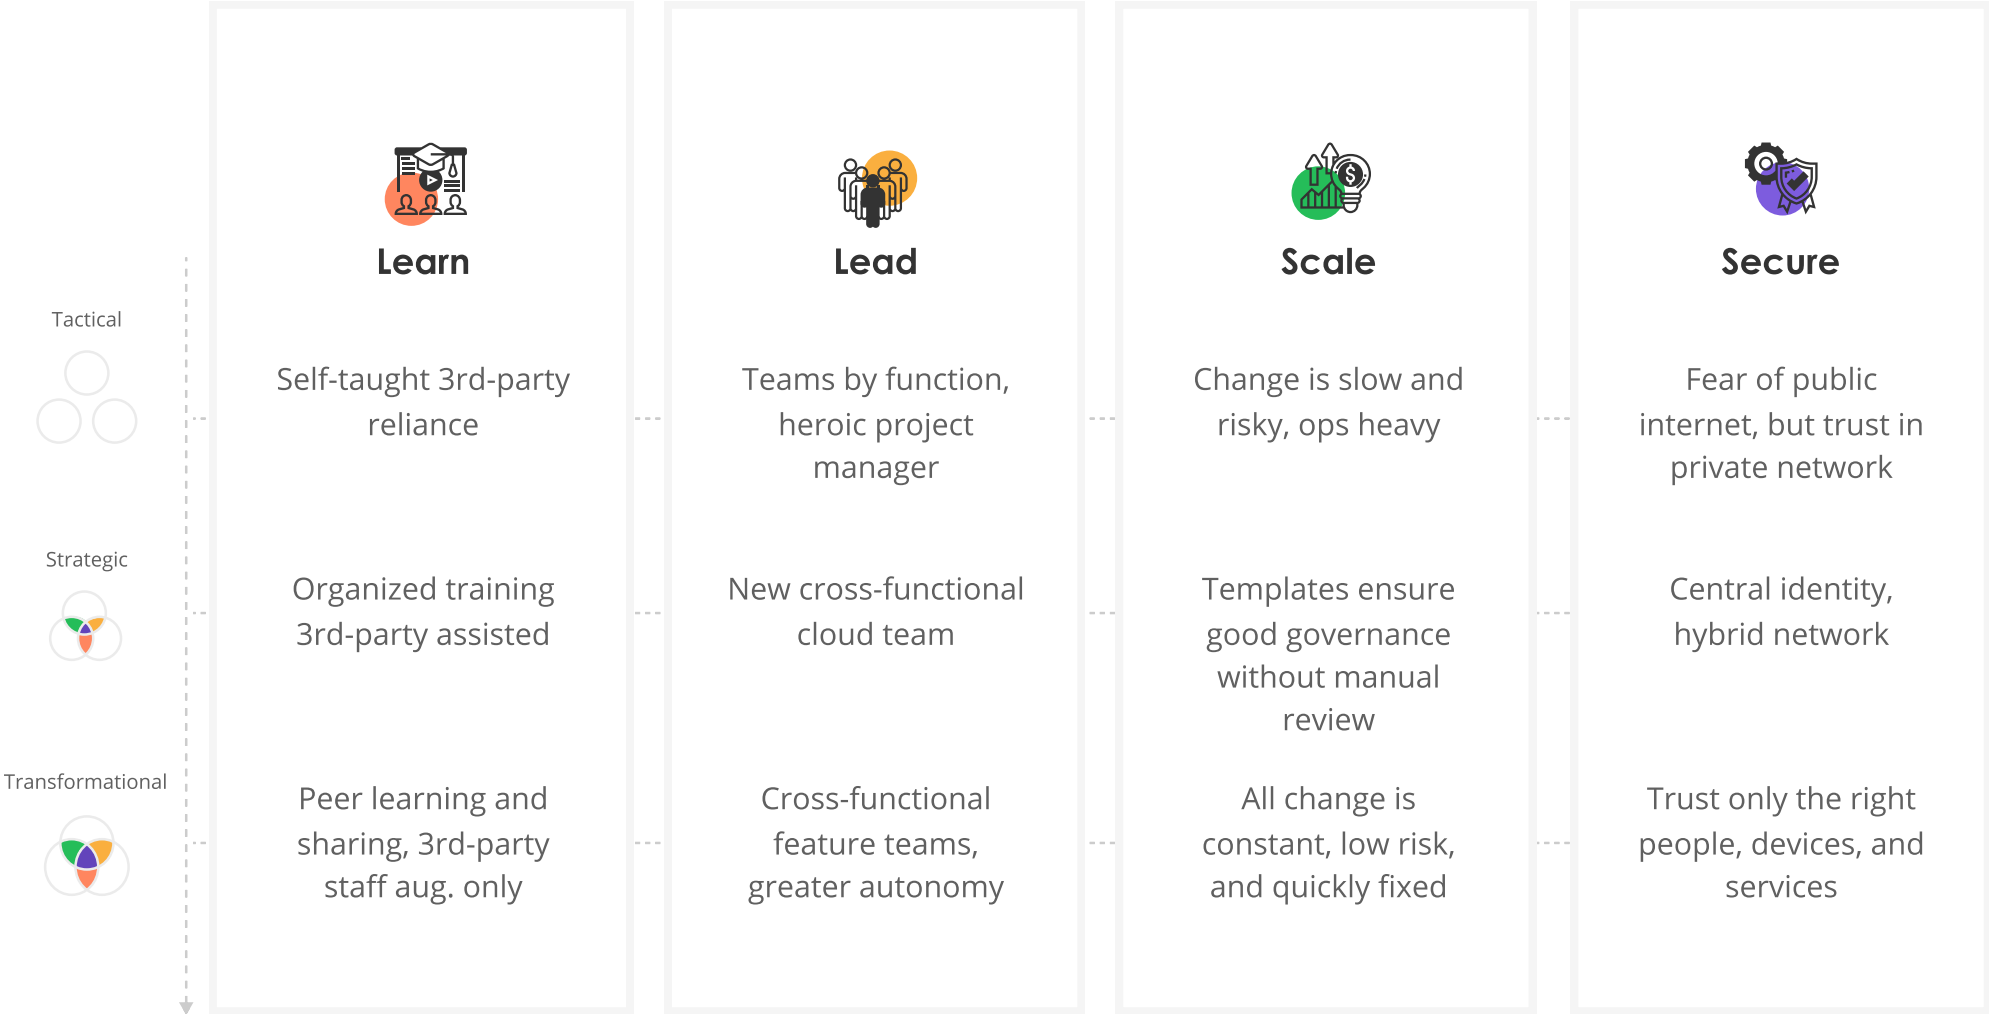 Learn
Lead
Scale
Secure
Tactical
Self-taught 3rd-party
reliance
Teams by function,
heroic project
manager
Change is slow and
risky, ops heavy
Fear of public
internet, but trust in
private network
Strategic
Organized training
3rd-party assisted
New cross-functional
cloud team
Templates ensure
good governance
without manual
review
Central identity,
hybrid network
Transformational
Peer learning and
sharing, 3rd-party
staff aug. only
Cross-functional
feature teams,
greater autonomy
All change is
constant, low risk,
and quickly fixed
Trust only the right
people, devices, and
services